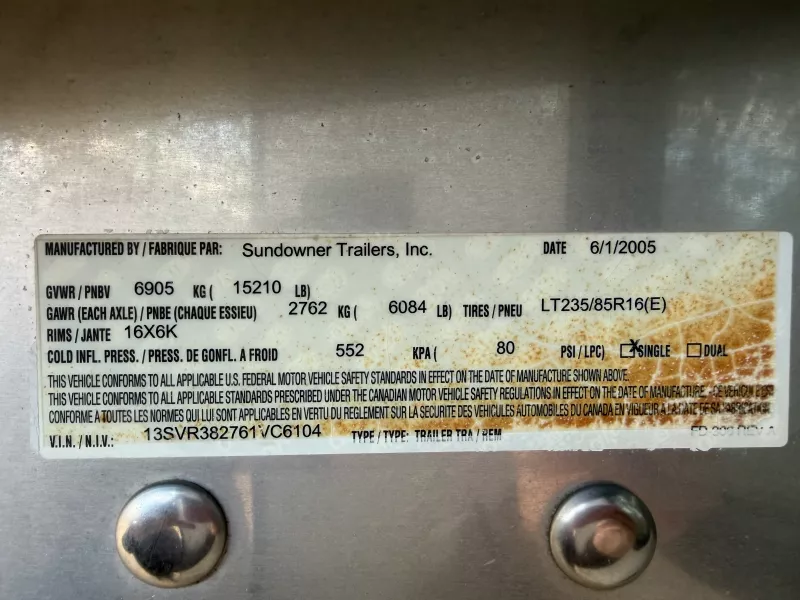 MANUFACTURED BY / FABRIQUE PAR: Sundowner Trailers, Inc. DATE 6/1/2005
GVWR / PNBV 6905 KG ( 15210 LB)
GAWR (EACH AXLE) / PNBE (CHAQUE ESSIEU) 2762 KG ( 6084 LB) TIRES / PNEU LT235/85R16(E)
RIMS / JANTE 16X6K
COLD INFL. PRESS. / PRESS. DE GONFL. A FROID 552 KPA ( 80 PSI / LPC) X SINGLE DUAL
THIS VEHICLE CONFORMS TO ALL APPLICABLE U.S. FEDERAL MOTOR VEHICLE SAFETY STANDARDS IN EFFECT ON THE DATE OF MANUFACTURE SHOWN ABOVE.
THIS VEHICLE CONFORMS TO ALL APPLICABLE STANDARDS PRESCRIBED UNDER THE CANADIAN MOTOR VEHICLE SAFETY REGULATIONS IN EFFECT ON THE DATE OF MANUFACTURE. - CE VEHICULE EST
CONFORME A TOUTES LES NORMES QUI LUI SONT APPLICABLES EN VERTU DU REGLEMENT SUR LA SECURITE DES VEHICULES AUTOMOBILES DU CANADA EN VIGUEUR A LA DATE DE SA FABRICATION.
V.I.N. / N.I.V.: 13SVR382761VC6104 TYPE / TYPE: TRAILER TRA / REM